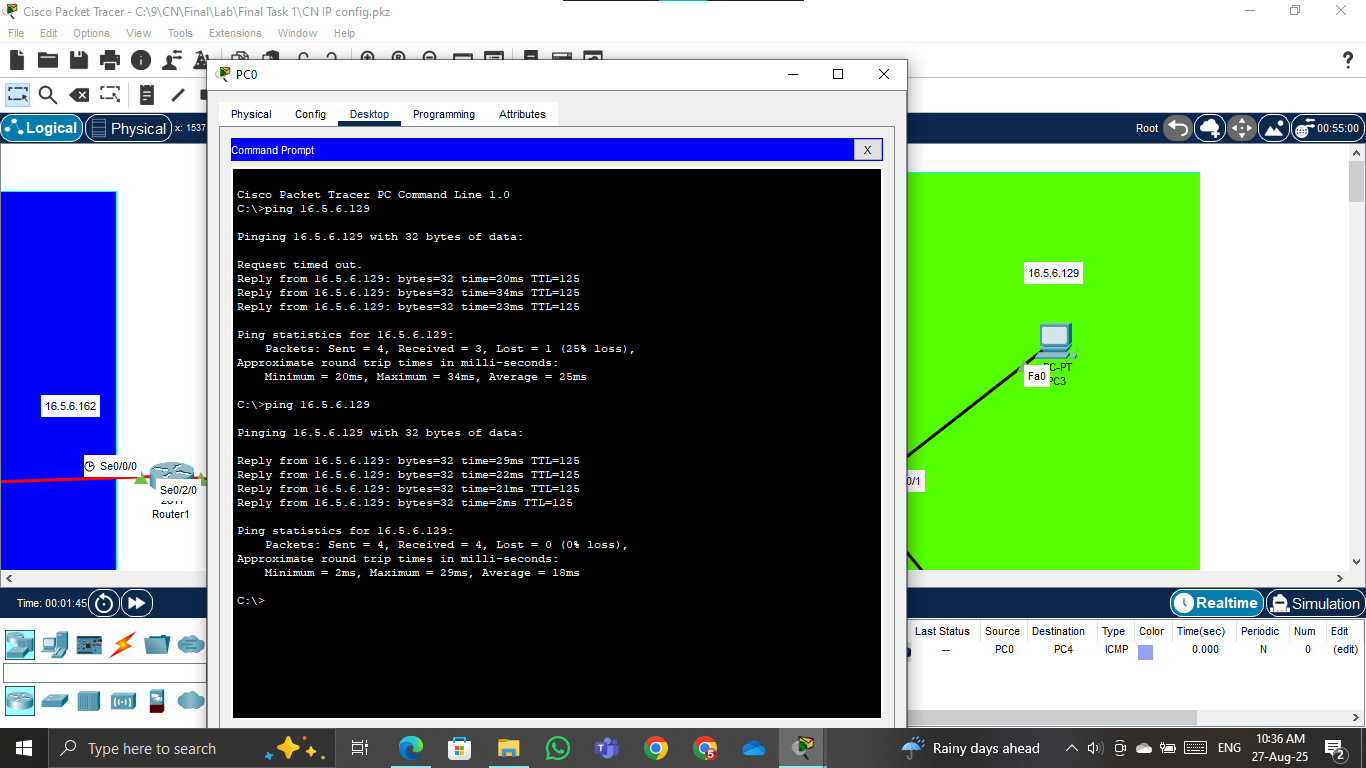 Cisco Packet Tracer - C:\9\CN\Final\Lab\Final Task 1\CN IP config.pkz
File Edit Options View Tools Extensions Window Help
PC0
Physical Config Desktop Programming Attributes
Logical Physical x: 1537
Root 00:55:00
Command Prompt X
Cisco Packet Tracer PC Command Line 1.0
C:\>ping 16.5.6.129
Pinging 16.5.6.129 with 32 bytes of data:
Request timed out.
Reply from 16.5.6.129: bytes=32 time=20ms TTL=125
Reply from 16.5.6.129: bytes=32 time=34ms TTL=125
Reply from 16.5.6.129: bytes=32 time=23ms TTL=125
Ping statistics for 16.5.6.129:
Packets: Sent = 4, Received = 3, Lost = 1 (25% loss),
Approximate round trip times in milli-seconds:
Minimum = 20ms, Maximum = 34ms, Average = 25ms
C:\>ping 16.5.6.129
Pinging 16.5.6.129 with 32 bytes of data:
Reply from 16.5.6.129: bytes=32 time=29ms TTL=125
Reply from 16.5.6.129: bytes=32 time=22ms TTL=125
Reply from 16.5.6.129: bytes=32 time=21ms TTL=125
Reply from 16.5.6.129: bytes=32 time=2ms TTL=125
Ping statistics for 16.5.6.129:
Packets: Sent = 4, Received = 4, Lost = 0 (0% loss),
Approximate round trip times in milli-seconds:
Minimum = 2ms, Maximum = 29ms, Average = 18ms
C:\>
16.5.6.162
Se0/0/0
Se0/2/0
Router1
16.5.6.129
C-PT
Fa0
PC3
0/1
Time: 00:01:45
Realtime Simulation
Last Status Source Destination Type Color Time(sec) Periodic Num Edit
-- PC0 PC4 ICMP 0.000 N 0 (edit)
Type here to search
5
Rainy days ahead
ENG
10:36 AM
27-Aug-25
2